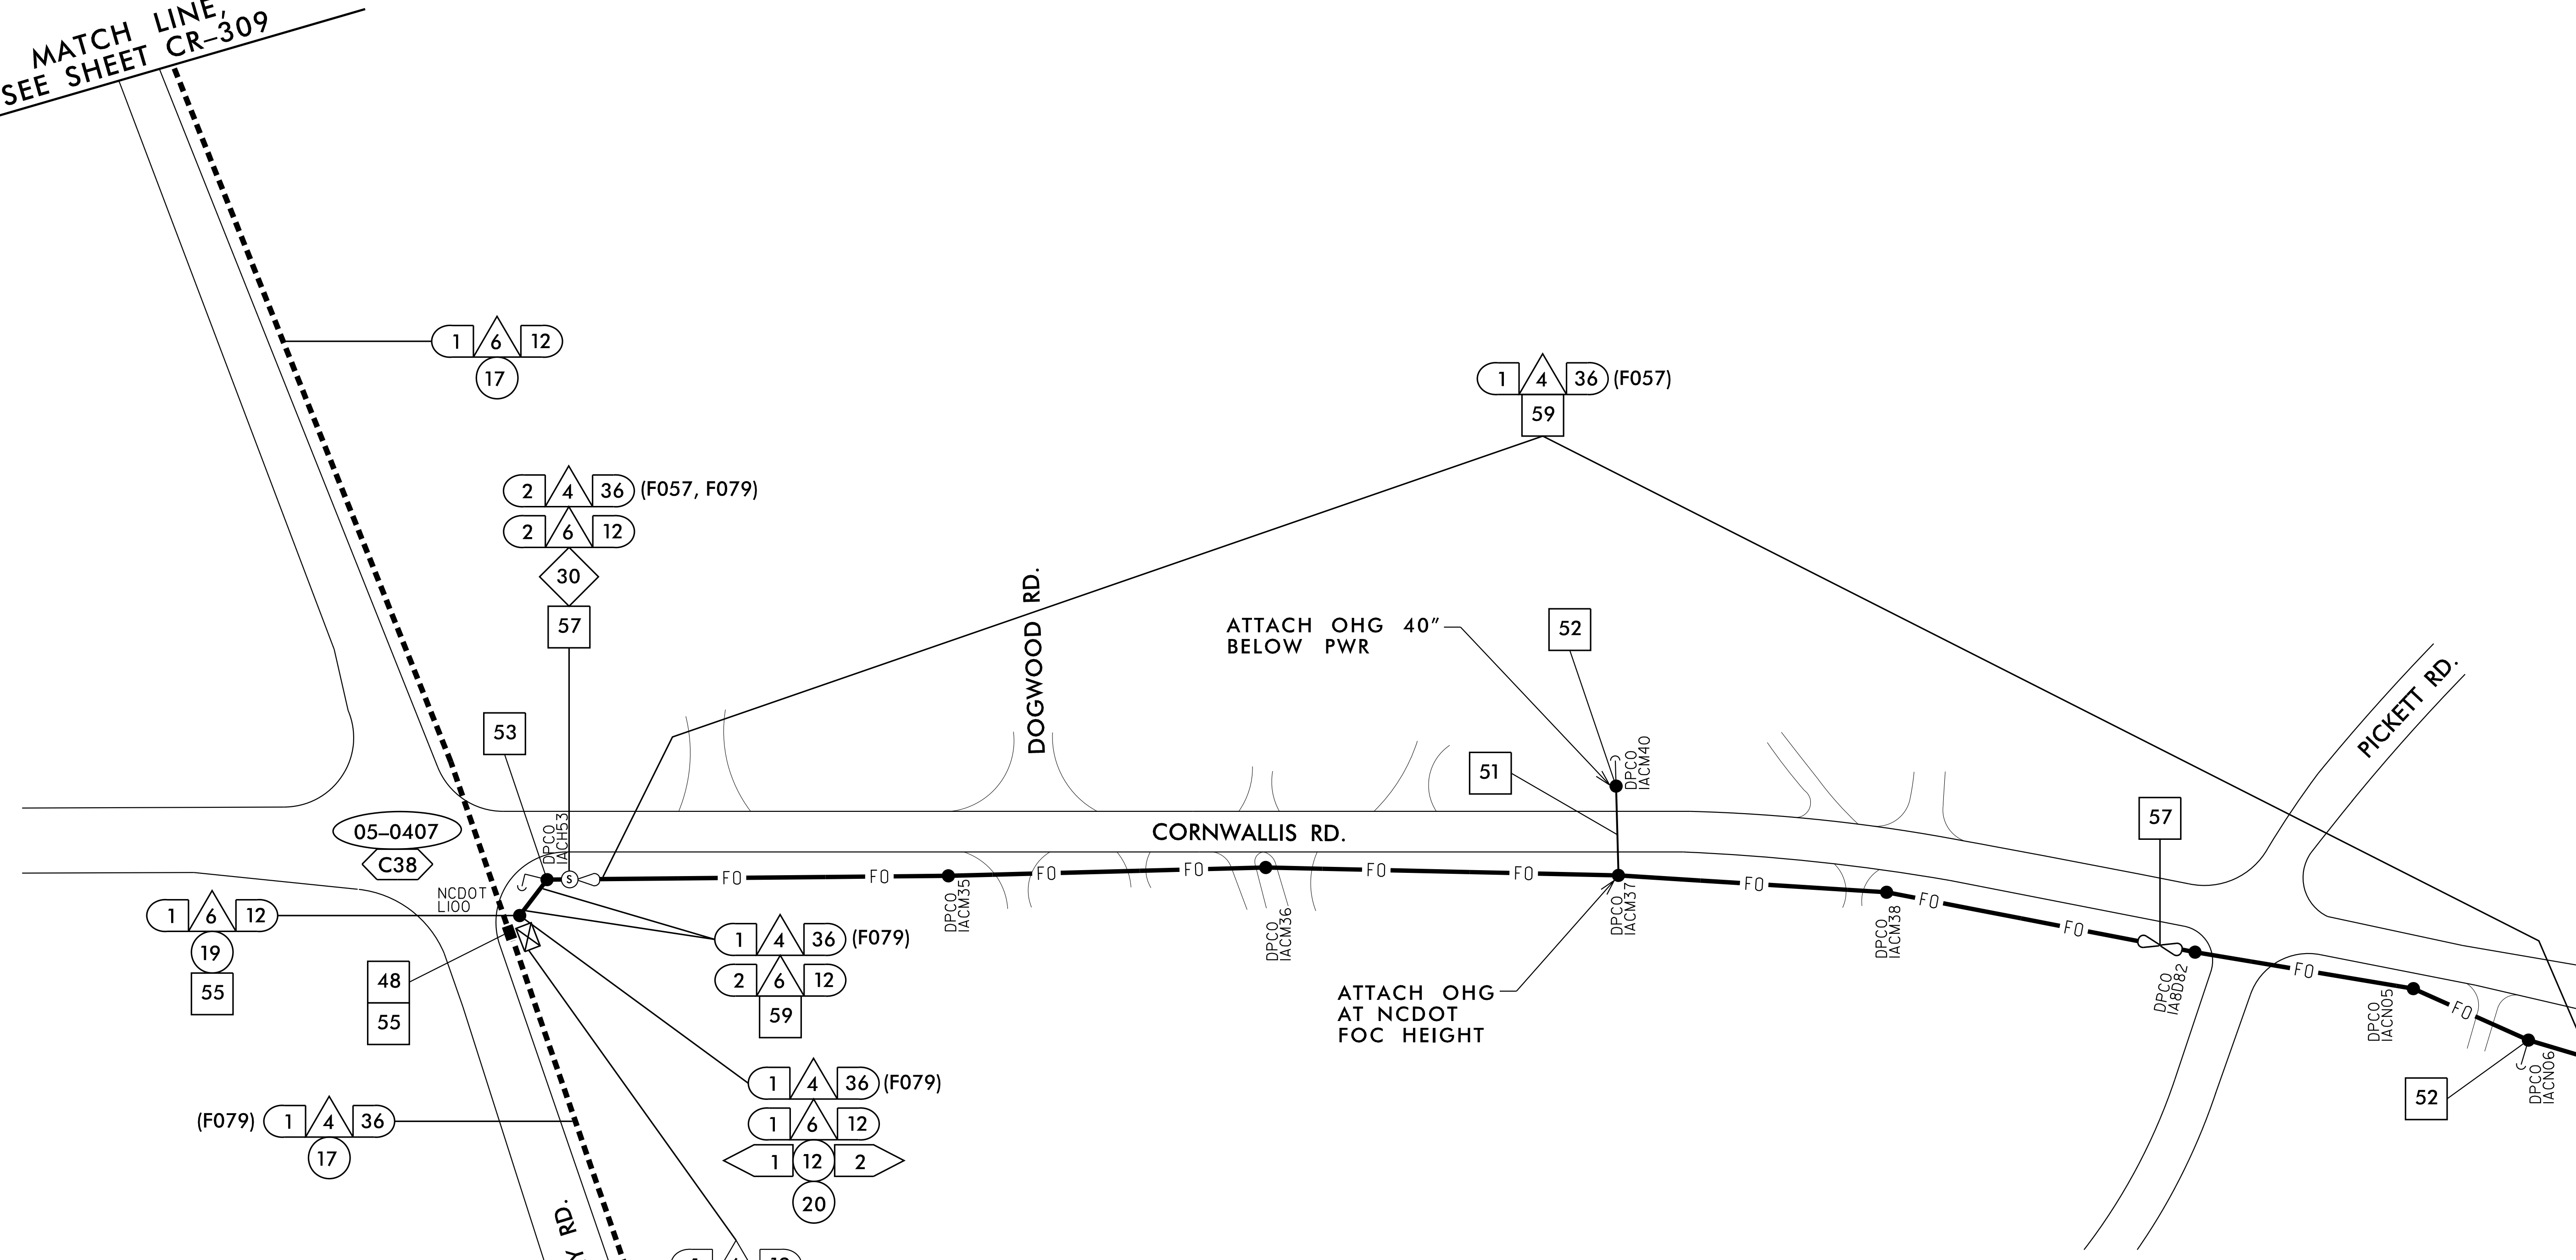 MATCH LINE,
SEE SHEET CR-309
1 6 12
17
1 4 36 (F057)
59
2 4 36 (F057, F079)
2 6 12
30
57
DOGWOOD RD.
ATTACH OHG 40"
BELOW PWR
52
53
51
DPCO
IACM40
PICKETT RD.
57
05-0407
C38
DPCO
IACH53
CORNWALLIS RD.
S
FO FO FO FO FO FO FO FO FO FO FO
NCDOT
L100
DPCO
IACM35
DPCO
IACM36
DPCO
IACM37
DPCO
IACM38
DPCO
IA8D82
DPCO
IACN05
DPCO
IACN06
1 6 12
19
55
48
55
1 4 36 (F079)
2 6 12
59
ATTACH OHG
AT NCDOT
FOC HEIGHT
52
1 4 36 (F079)
1 6 12
1 12 2
20
(F079) 1 4 36
17
RD.